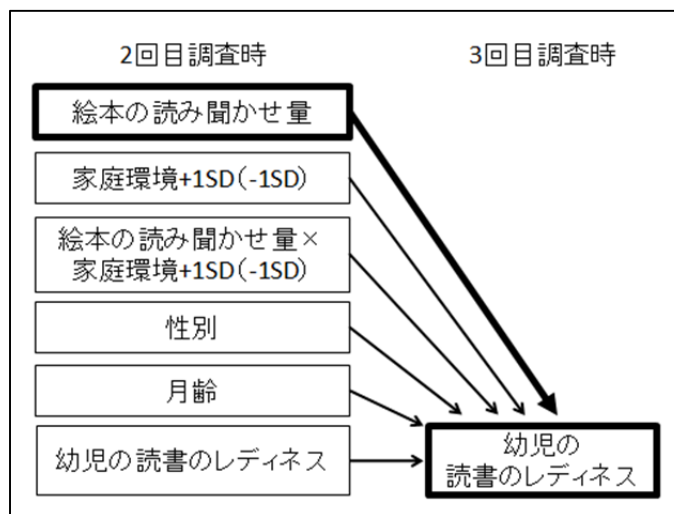 2回目調査時
3回目調査時
絵本の読み聞かせ量
家庭環境+1SD(-1SD)
絵本の読み聞かせ量×
家庭環境+1SD(-1SD)
性別
月齢
幼児の読書のレディネス
幼児の
読書のレディネス